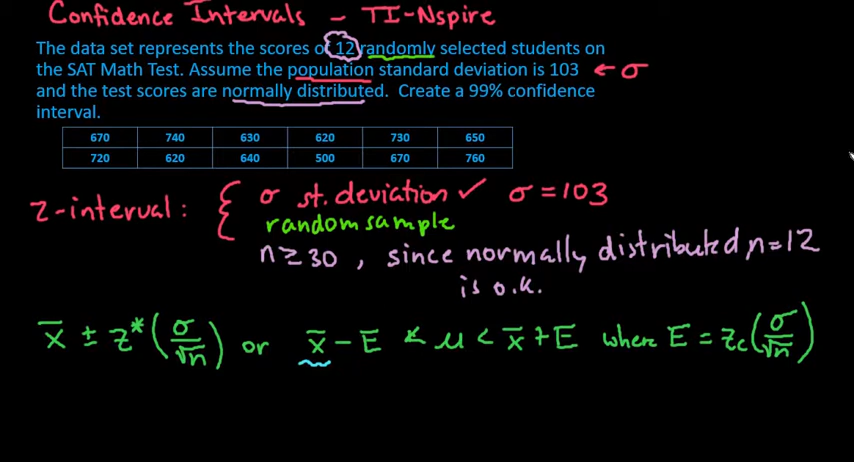 Confidence Intervals - TI-Nspire
The data set represents the scores of 12 randomly selected students on
the SAT Math Test. Assume the population standard deviation is 103 ← σ
and the test scores are normally distributed. Create a 99% confidence
interval.
670 740 630 620 730 650
720 620 640 500 670 760
Z-interval: { σ st. deviation ✓ σ = 103
random sample
n ≥ 30, since normally distributed n = 12
is o.k.
x̄ ± z*(σ/√n) or x̄ - E < μ < x̄ + E where E = Zc(σ/√n)